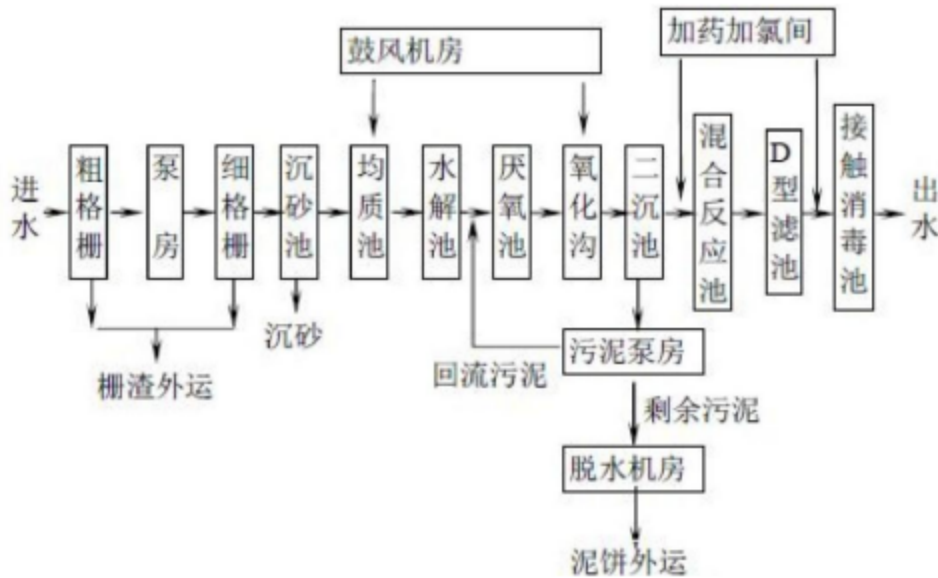 鼓风机房
加药加氯间
进水
粗格栅
泵房
细格栅
沉砂池
均质池
水解池
厌氧池
氧化沟
二沉池
混合反应池
D型滤池
接触消毒池
出水
沉砂
栅渣外运
回流污泥
污泥泵房
剩余污泥
脱水机房
泥饼外运